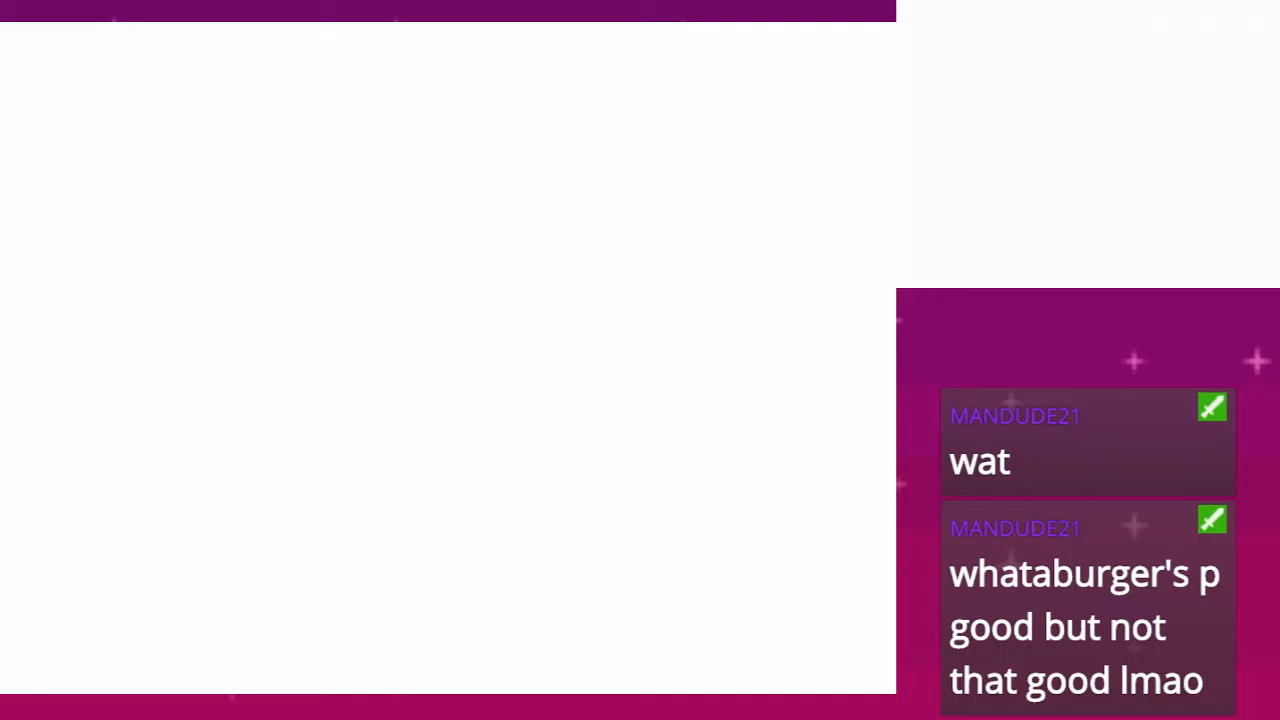 MANDUDE21
wat
MANDUDE21
whataburger's p
good but not
that good lmao